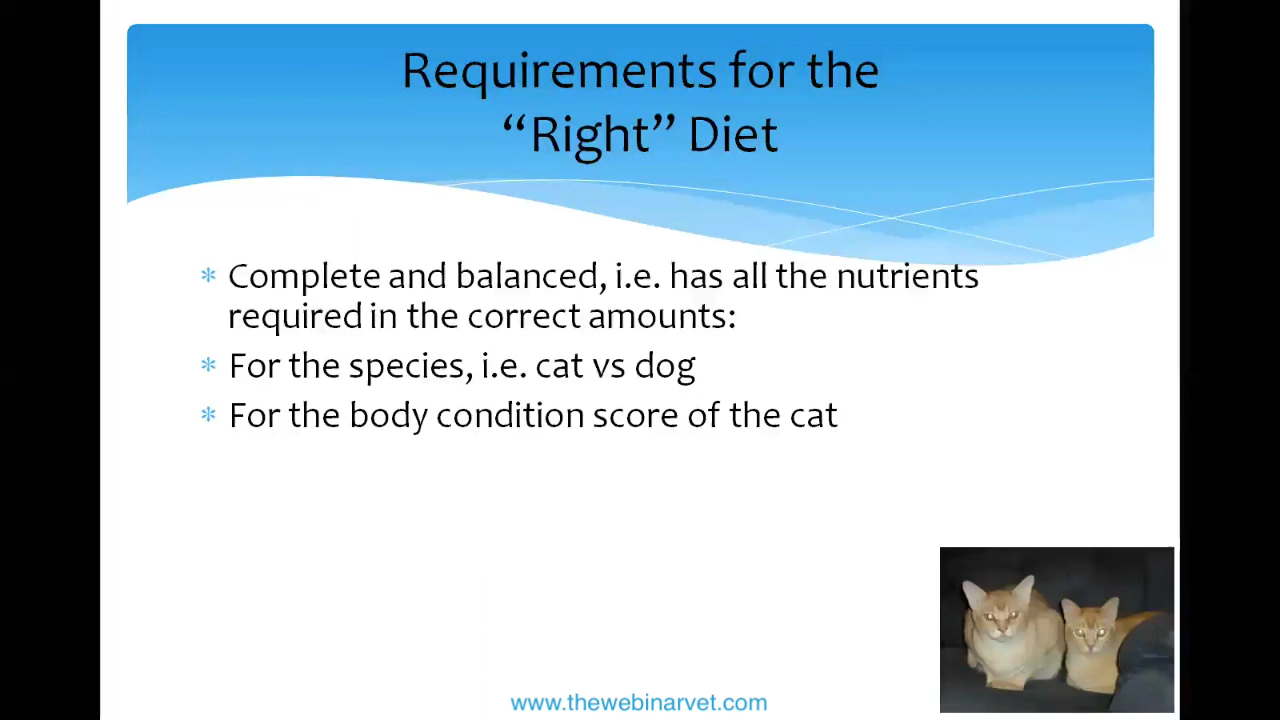 Requirements for the
“Right” Diet
* Complete and balanced, i.e. has all the nutrients
required in the correct amounts:
* For the species, i.e. cat vs dog
* For the body condition score of the cat
www.thewebinarvet.com